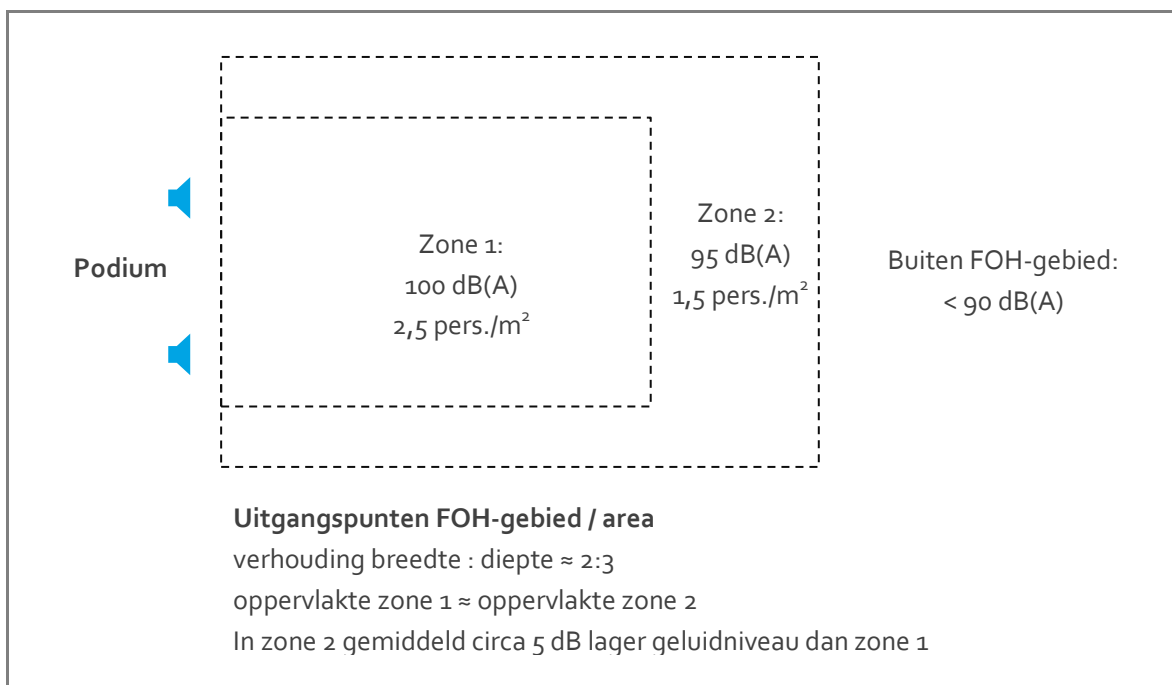 Podium
Zone 1:
100 dB(A)
2,5 pers./m²
Zone 2:
95 dB(A)
1,5 pers./m²
Buiten FOH-gebied:
< 90 dB(A)
Uitgangspunten FOH-gebied / area
verhouding breedte : diepte ≈ 2:3
oppervlakte zone 1 ≈ oppervlakte zone 2
In zone 2 gemiddeld circa 5 dB lager geluidniveau dan zone 1